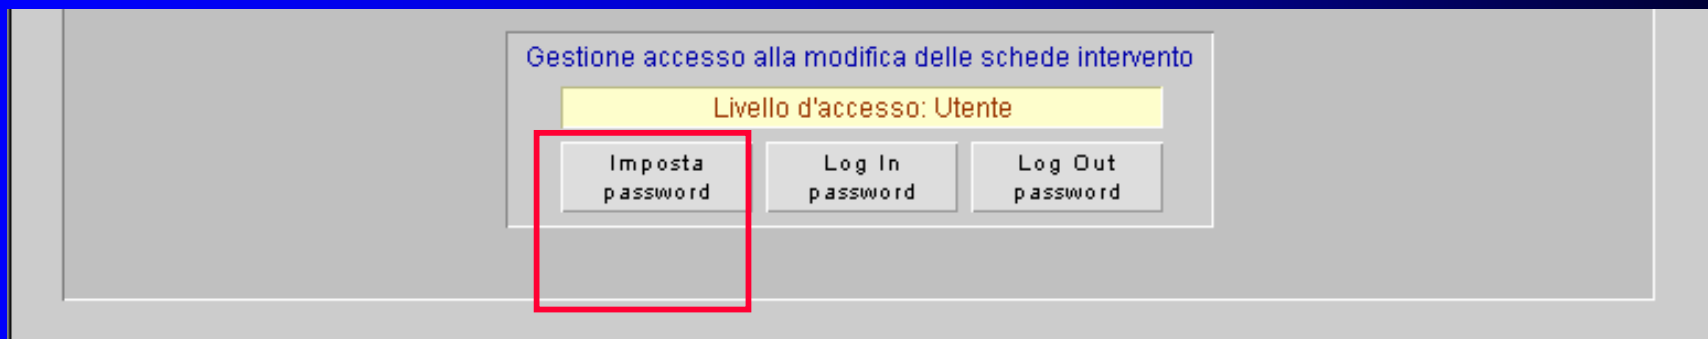 Gestione accesso alla modifica delle schede intervento
Livello d'accesso: Utente
Imposta
password
Log In
password
Log Out
password